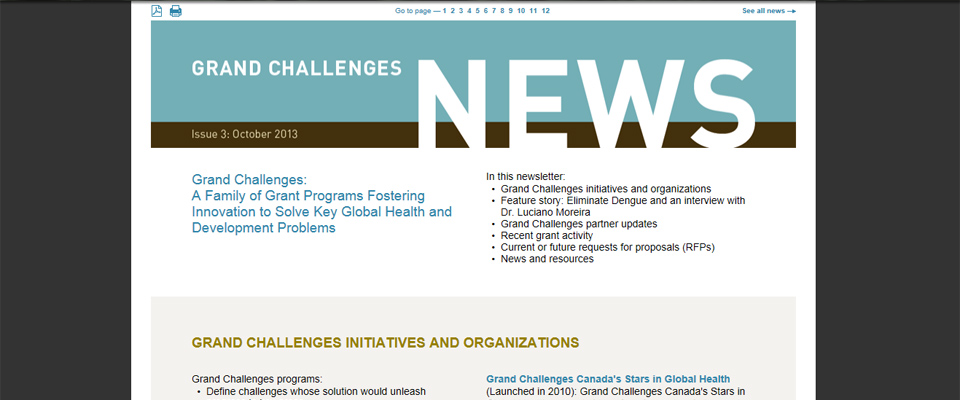 Go to page — 1 2 3 4 5 6 7 8 9 10 11 12
See all news →
GRAND CHALLENGES NEWS
Issue 3: October 2013
Grand Challenges:
A Family of Grant Programs Fostering
Innovation to Solve Key Global Health and
Development Problems
In this newsletter:
• Grand Challenges initiatives and organizations
• Feature story: Eliminate Dengue and an interview with
Dr. Luciano Moreira
• Grand Challenges partner updates
• Recent grant activity
• Current or future requests for proposals (RFPs)
• News and resources
GRAND CHALLENGES INITIATIVES AND ORGANIZATIONS
Grand Challenges programs:
• Define challenges whose solution would unleash
Grand Challenges Canada's Stars in Global Health
(Launched in 2010): Grand Challenges Canada's Stars in